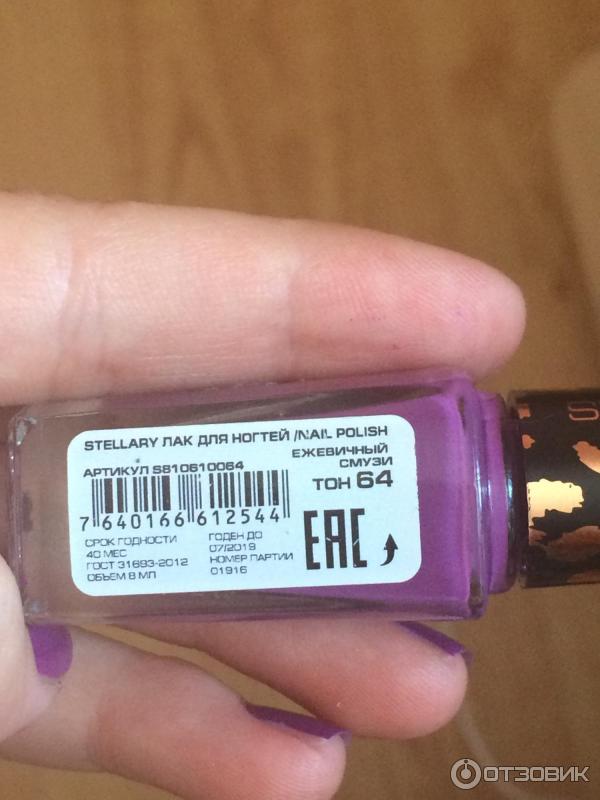 STELLARY ЛАК ДЛЯ НОГТЕЙ /NAIL POLISH
ЕЖЕВИЧНЫЙ
СМУЗИ
ТОН 64
АРТИКУЛ S810610064
7 640166 612544
СРОК ГОДНОСТИ
40 МЕС
ГОСТ 31693-2012
ОБЪЕМ 8 МЛ
ГОДЕН ДО
07/2019
НОМЕР ПАРТИИ
01916
EAC
S
ОТЗОВИК